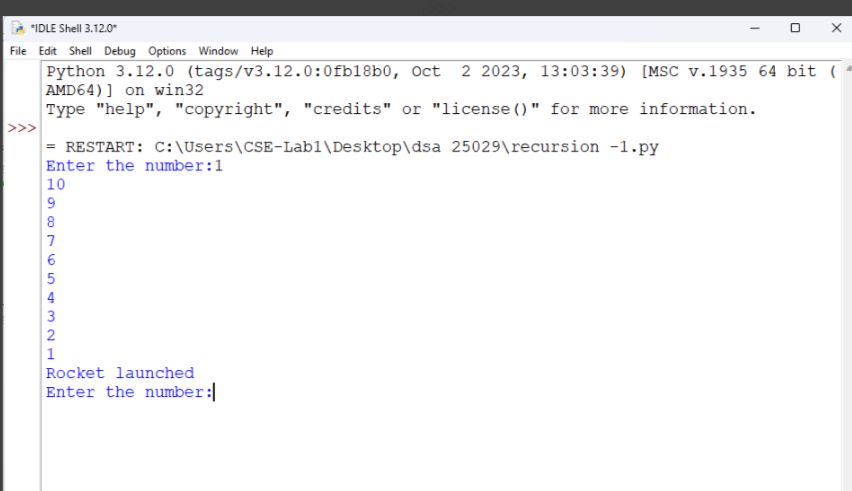 *IDLE Shell 3.12.0*
File Edit Shell Debug Options Window Help
Python 3.12.0 (tags/v3.12.0:0fb18b0, Oct  2 2023, 13:03:39) [MSC v.1935 64 bit (
AMD64)] on win32
Type "help", "copyright", "credits" or "license()" for more information.
>>>
= RESTART: C:\Users\CSE-Lab1\Desktop\dsa 25029\recursion -1.py
Enter the number:1
10
9
8
7
6
5
4
3
2
1
Rocket launched
Enter the number: